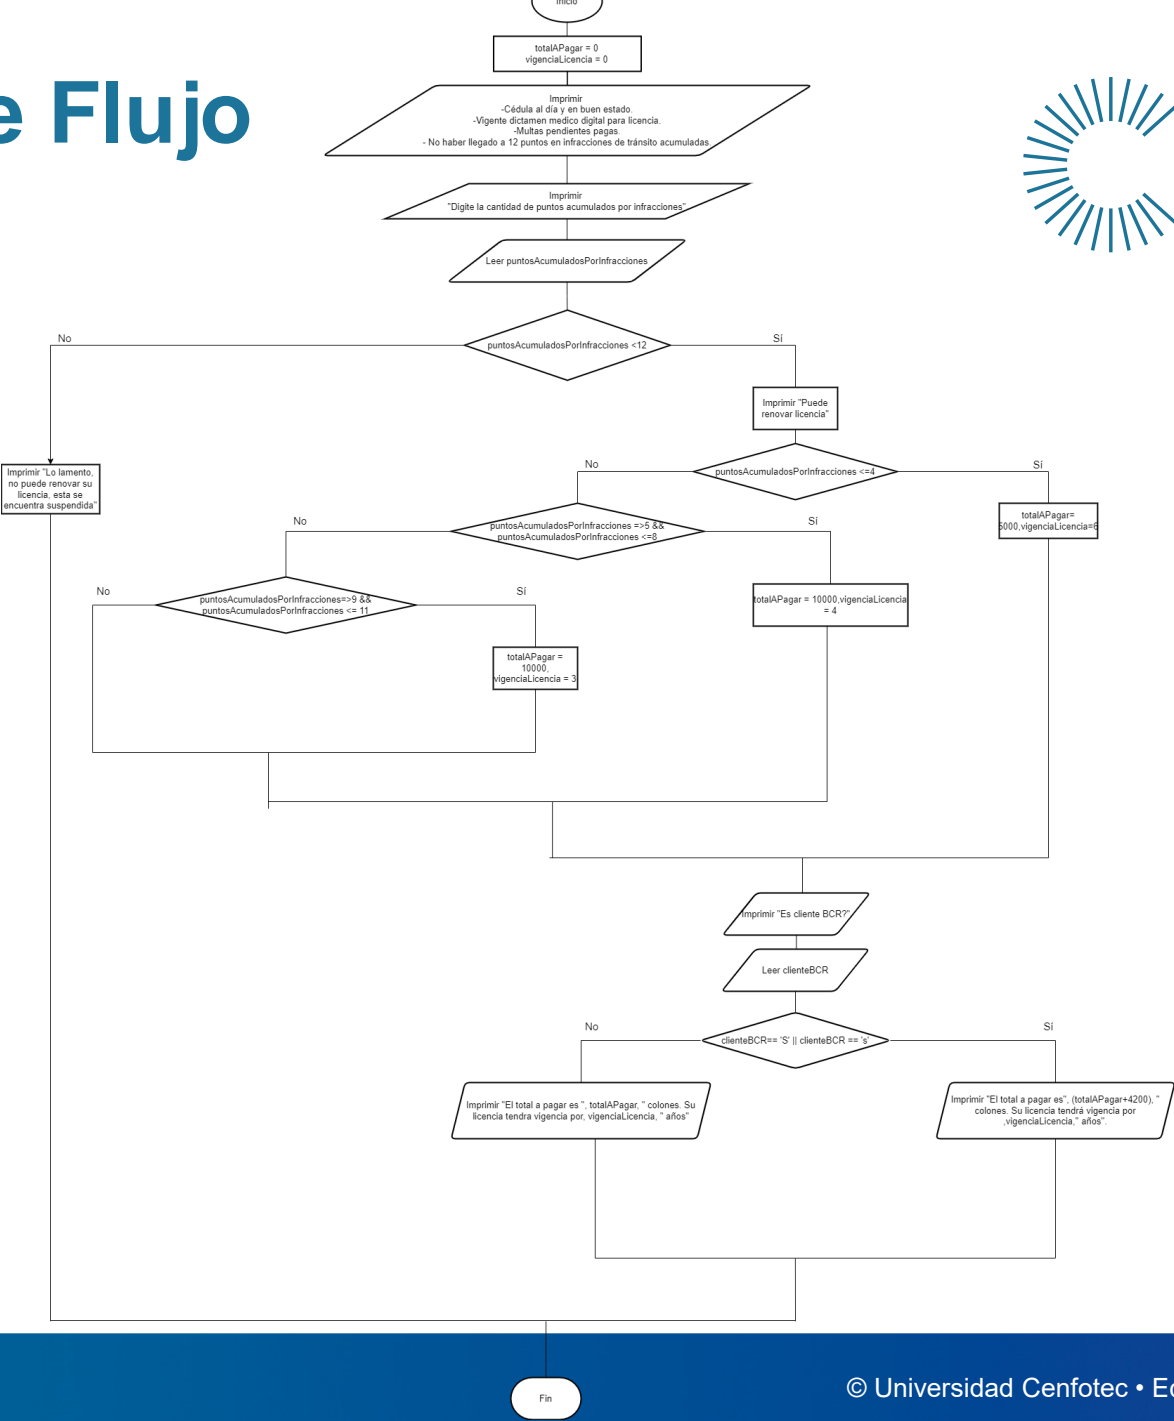 Inicio
e Flujo
totalAPagar = 0
vigenciaLicencia = 0
Imprimir
-Cédula al día y en buen estado.
-Vigente dictamen medico digital para licencia.
-Multas pendientes pagas.
- No haber llegado a 12 puntos en infracciones de tránsito acumuladas.
Imprimir
"Digite la cantidad de puntos acumulados por infracciones"
Leer puntosAcumuladosPorInfracciones
puntosAcumuladosPorInfracciones <12
No
Sí
Imprimir "Puede
renovar licencia"
Imprimir "Lo lamento,
no puede renovar su
licencia, esta se
encuentra suspendida"
puntosAcumuladosPorInfracciones <=4
No
Sí
totalAPagar=
5000,vigenciaLicencia=6
puntosAcumuladosPorInfracciones =>5 &&
puntosAcumuladosPorInfracciones <=8
No
Sí
totalAPagar = 10000,vigenciaLicencia
= 4
puntosAcumuladosPorInfracciones=>9 &&
puntosAcumuladosPorInfracciones <= 11
No
Sí
totalAPagar =
10000,
vigenciaLicencia = 3
Imprimir "Es cliente BCR?"
Leer clienteBCR
clienteBCR== 'S' || clienteBCR == 's'
No
Sí
Imprimir "El total a pagar es ", totalAPagar, " colones. Su
licencia tendra vigencia por, vigenciaLicencia, " años"
Imprimir "El total a pagar es", (totalAPagar+4200), "
colones. Su licencia tendrá vigencia por
,vigenciaLicencia," años".
Fin
© Universidad Cenfotec • Ed